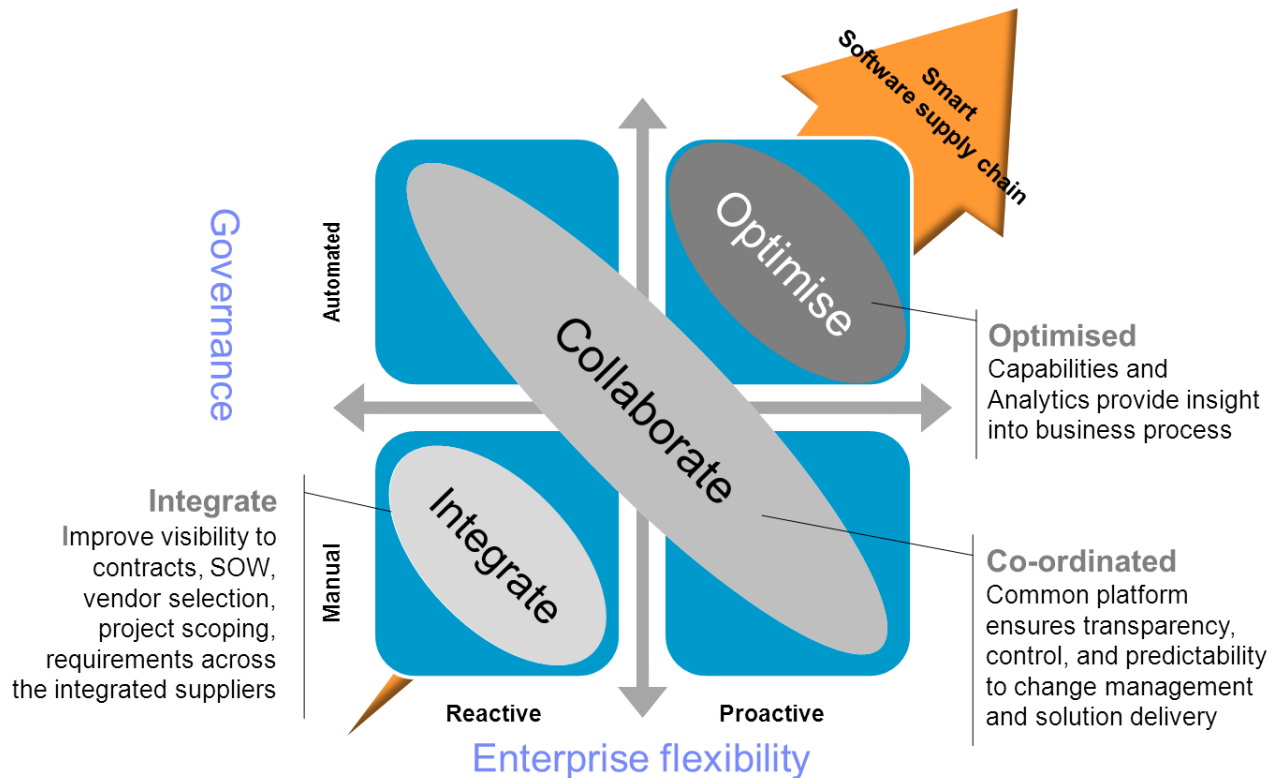 Smart
Software supply chain
Governance
Automated
Manual
Optimise
Collaborate
Integrate
Optimised
Capabilities and
Analytics provide insight
into business process
Integrate
Improve visibility to
contracts, SOW,
vendor selection,
project scoping,
requirements across
the integrated suppliers
Co-ordinated
Common platform
ensures transparency,
control, and predictability
to change management
and solution delivery
Reactive
Proactive
Enterprise flexibility